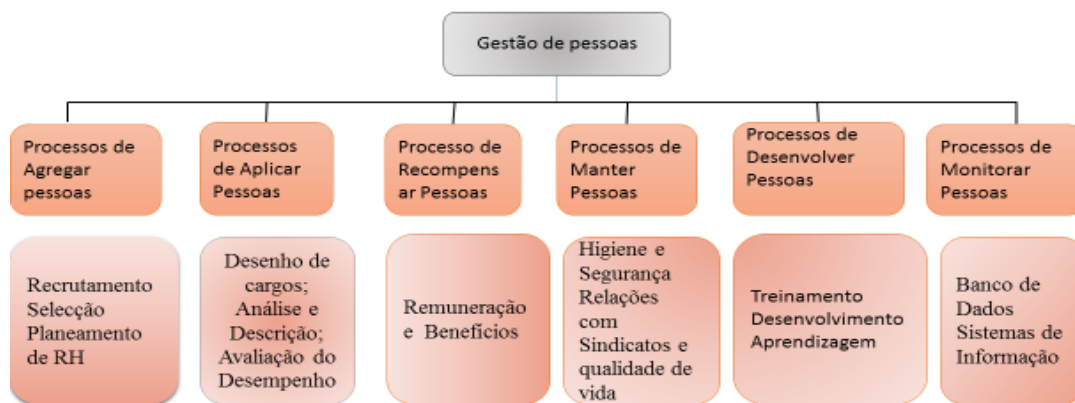 Gestão de pessoas
Processos de
Agregar
pessoas
Processos
de Aplicar
Pessoas
Processo de
Recompens
ar Pessoas
Processos de
Manter
Pessoas
Processos de
Desenvolver
Pessoas
Processos de
Monitorar
Pessoas
Recrutamento
Selecção
Planeamento
de RH
Desenho de
cargos;
Análise e
Descrição;
Avaliação do
Desempenho
Remuneração
e Benefícios
Higiene e
Segurança
Relações
com
Sindicatos e
qualidade de
vida
Treinamento
Desenvolvimento
Aprendizagem
Banco de
Dados
Sistemas de
Informação